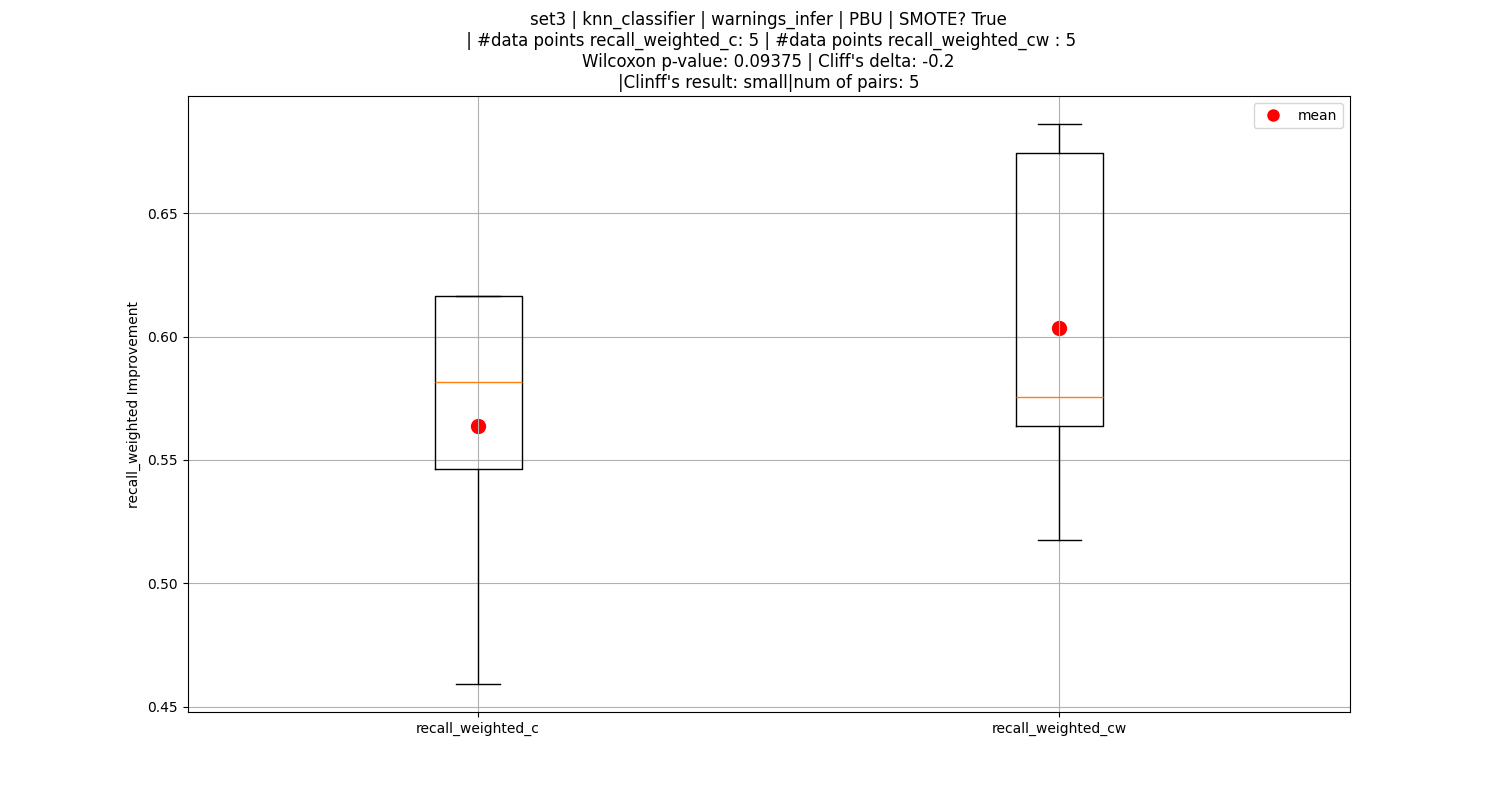 set3 | knn_classifier | warnings_infer | PBU | SMOTE? True
| #data points recall_weighted_c: 5 | #data points recall_weighted_cw : 5
Wilcoxon p-value: 0.09375 | Cliff's delta: -0.2
|Clinff's result: small|num of pairs: 5
mean
0.65
0.60
0.55
0.50
0.45
recall_weighted Improvement
recall_weighted_c
recall_weighted_cw